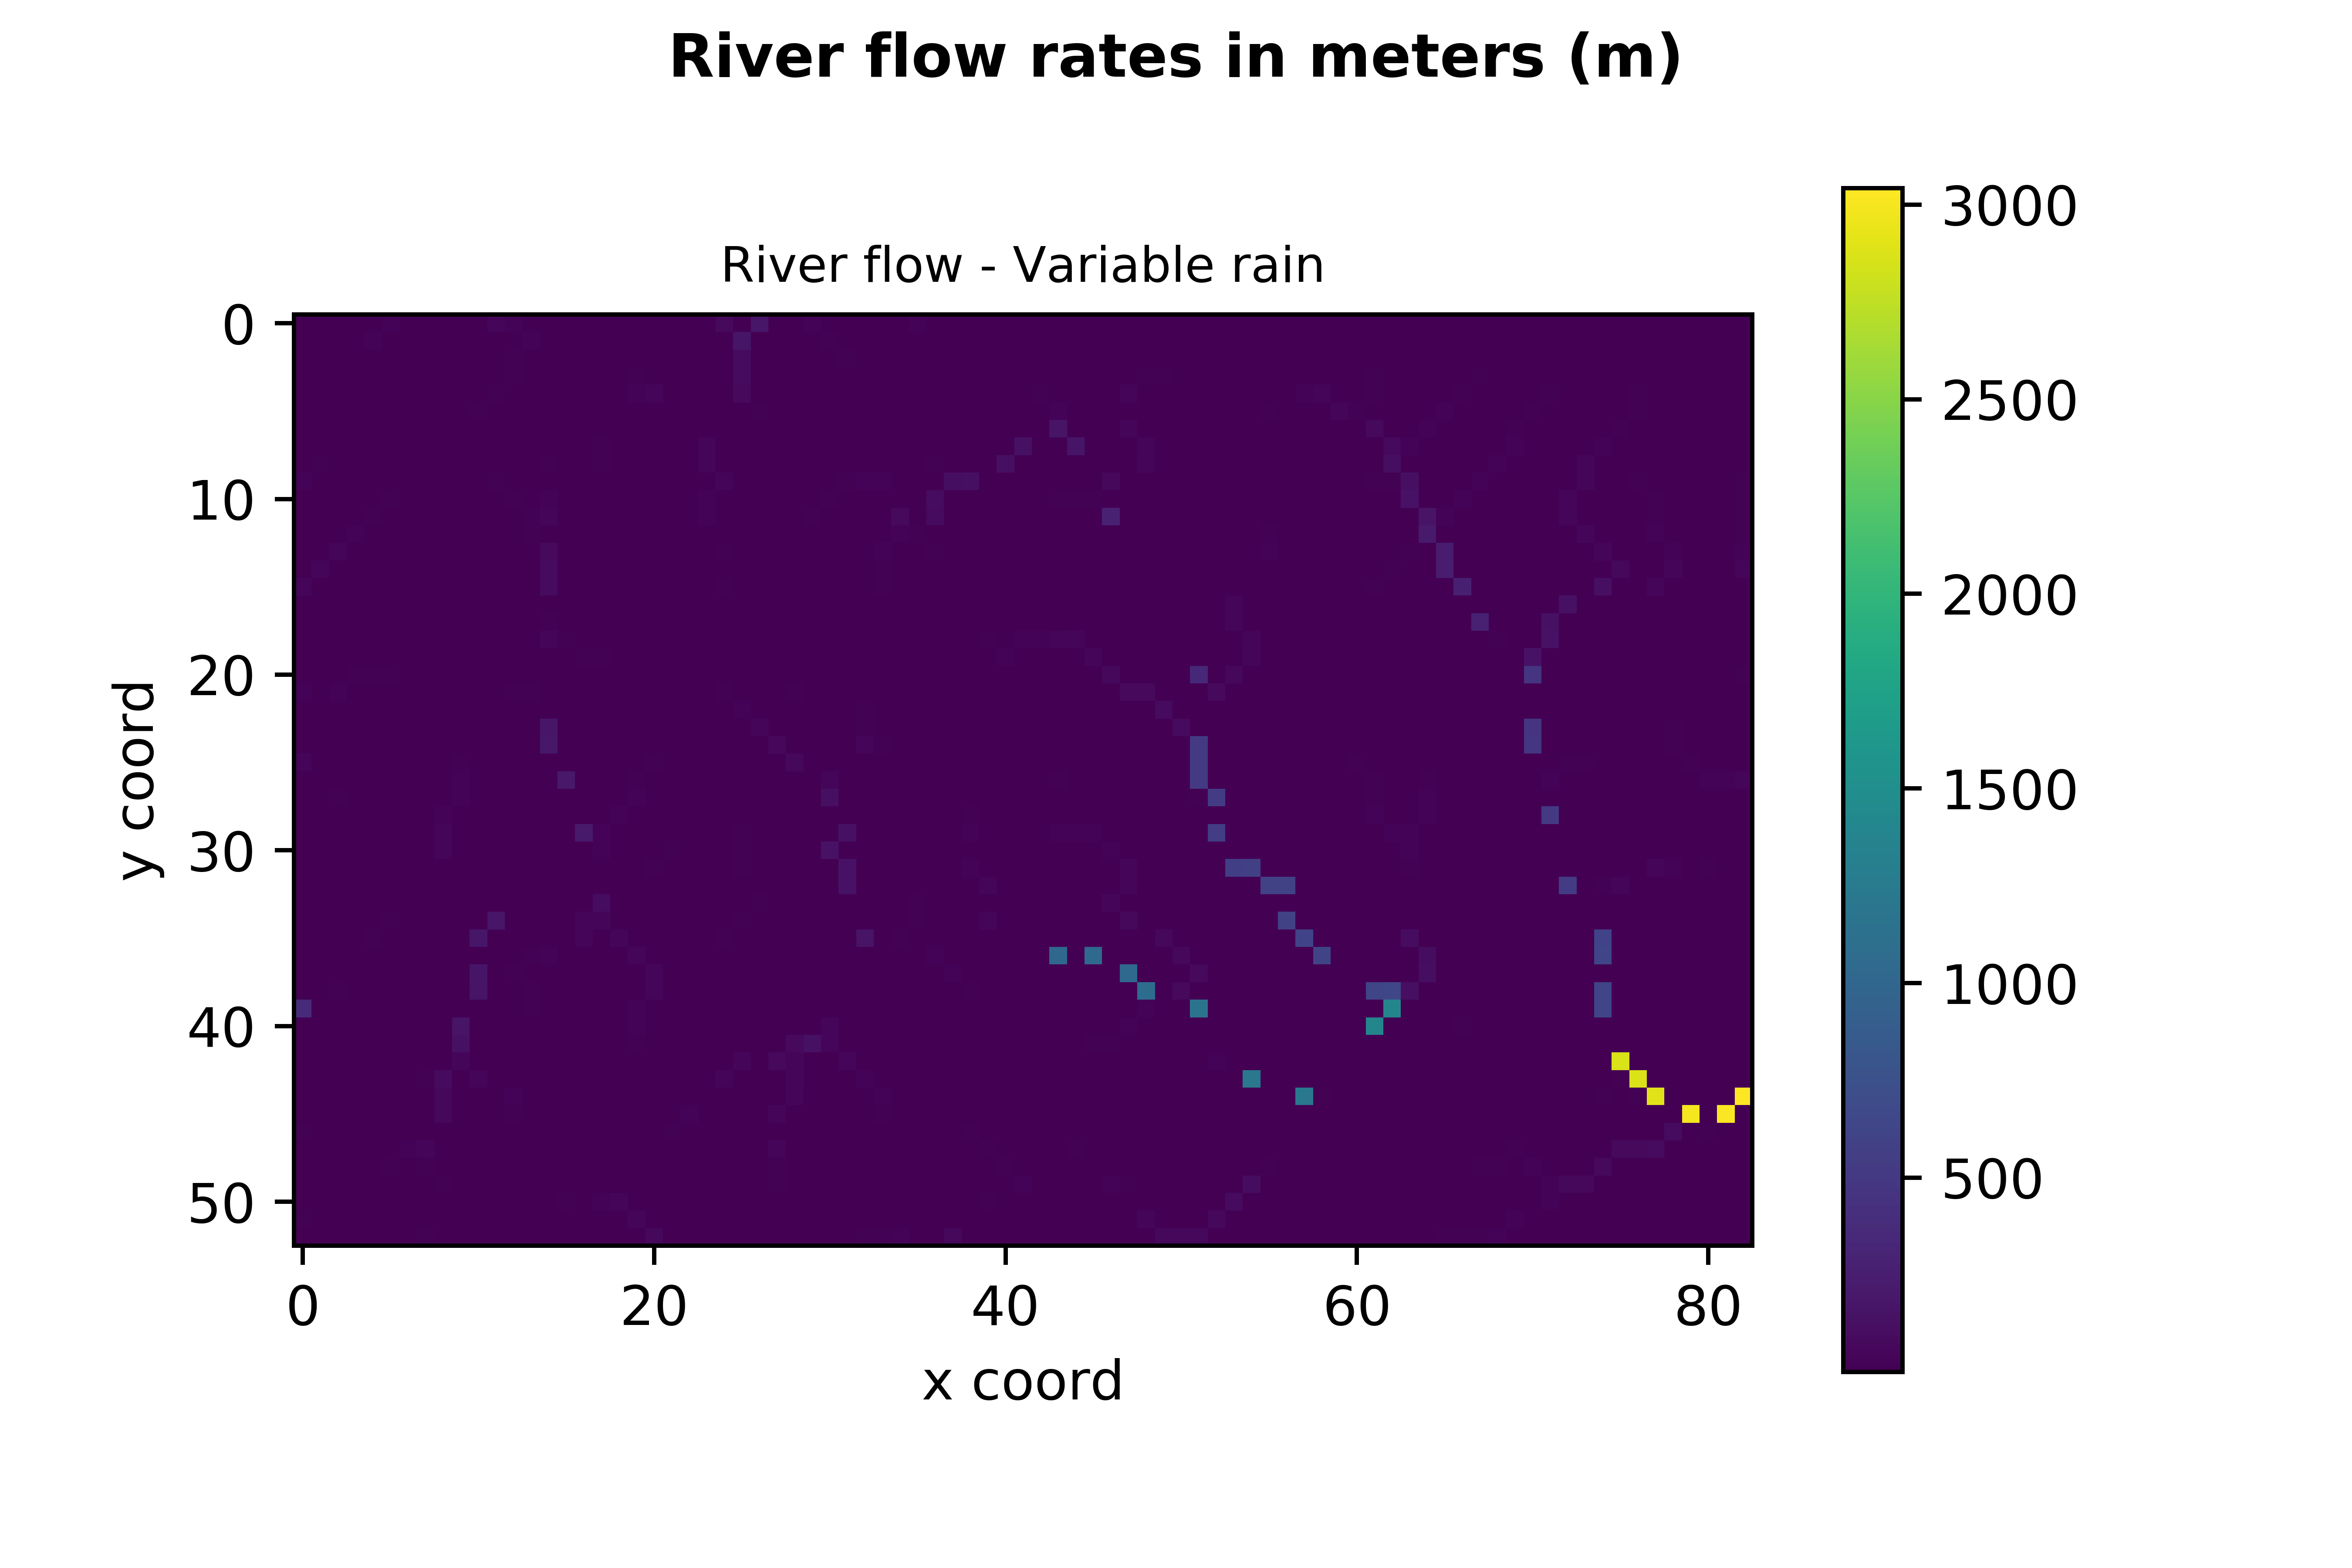 River flow rates in meters (m)
River flow - Variable rain
0
10
20
30
40
50
y coord
0 20 40 60 80
x coord
3000
2500
2000
1500
1000
500